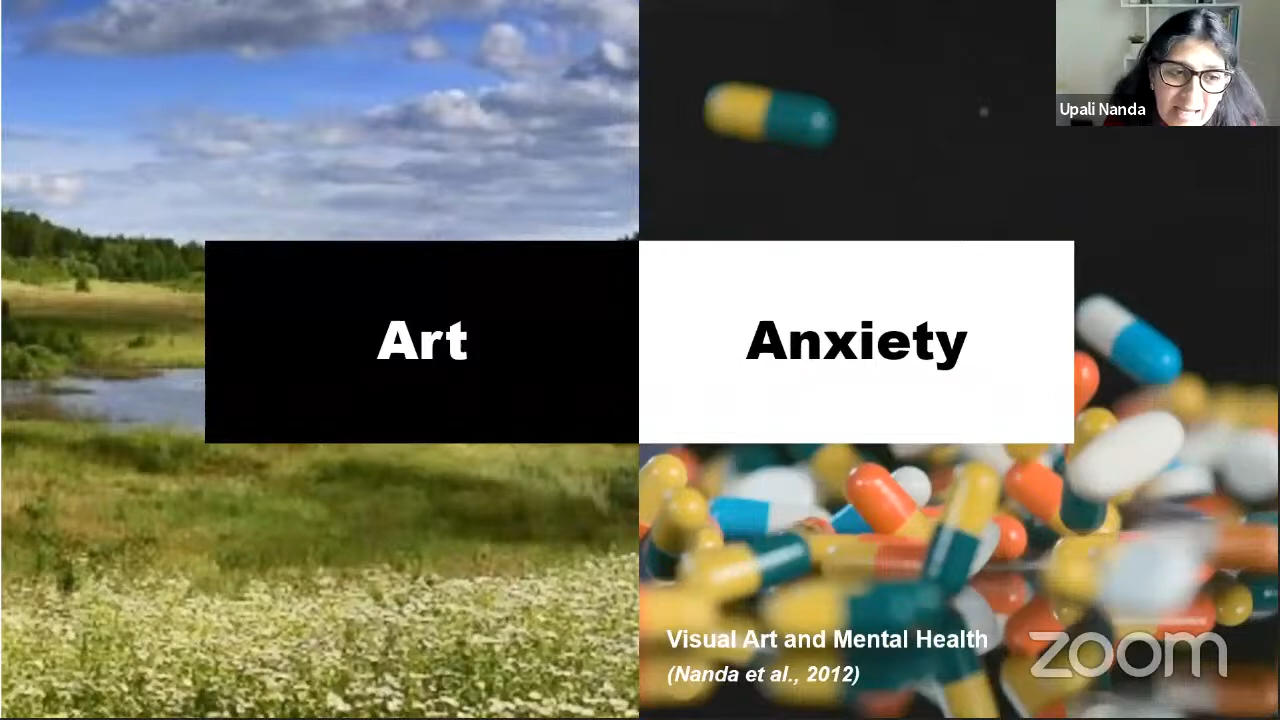 Upali Nanda
Art
Anxiety
Visual Art and Mental Health
(Nanda et al., 2012)
zoom